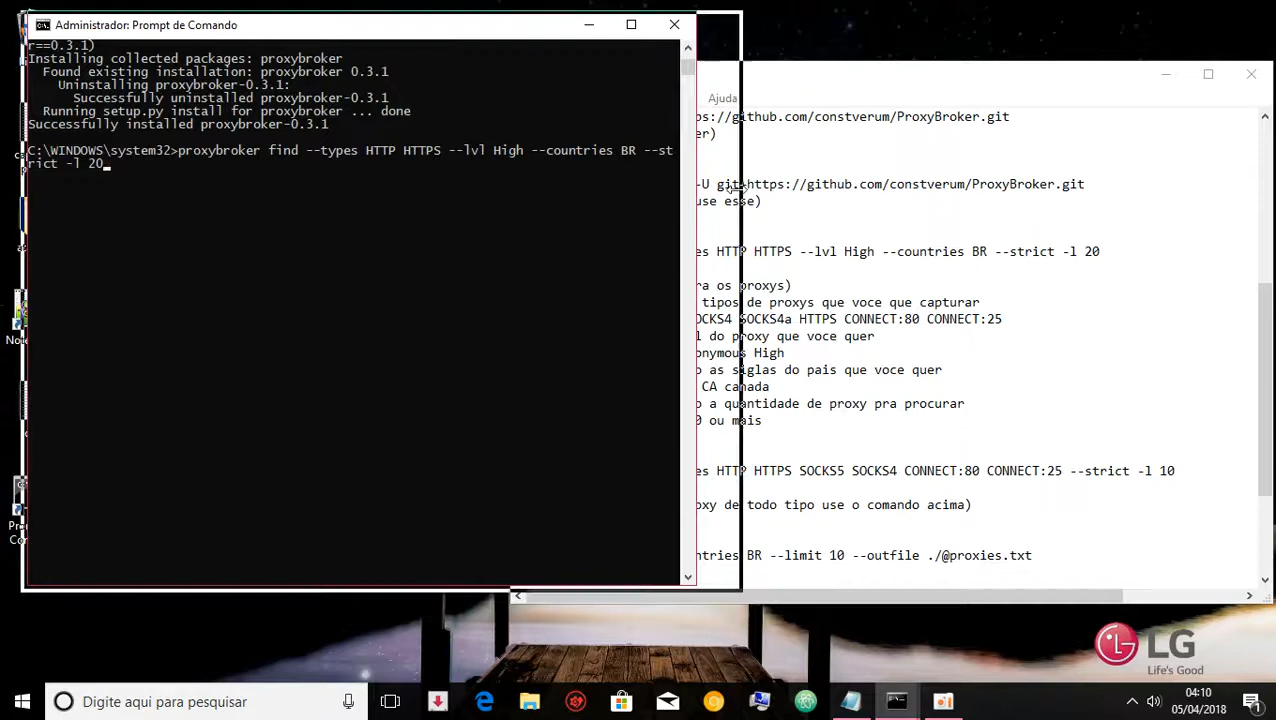 Administrador: Prompt de Comando
r==0.3.1)
Installing collected packages: proxybroker
Found existing installation: proxybroker 0.3.1
Uninstalling proxybroker-0.3.1:
Successfully uninstalled proxybroker-0.3.1
Running setup.py install for proxybroker ... done
Successfully installed proxybroker-0.3.1
C:\WINDOWS\system32>proxybroker find --types HTTP HTTPS --lvl High --countries BR --st
rict -l 20
Ajuda
ps://github.com/constverum/ProxyBroker.git
er)
-U git+https://github.com/constverum/ProxyBroker.git
use esse)
es HTTP HTTPS --lvl High --countries BR --strict -l 20
ra os proxys)
tipos de proxys que voce que capturar
OCKS4 SOCKS4a HTTPS CONNECT:80 CONNECT:25
l do proxy que voce quer
onymous High
o as siglas do pais que voce quer
CA canada
o a quantidade de proxy pra procurar
0 ou mais
es HTTP HTTPS SOCKS5 SOCKS4 CONNECT:80 CONNECT:25 --strict -l 10
oxy de todo tipo use o comando acima)
ntries BR --limit 10 --outfile ./@proxies.txt
LG
Life's Good
Digite aqui para pesquisar
04:10
05/04/2018
1